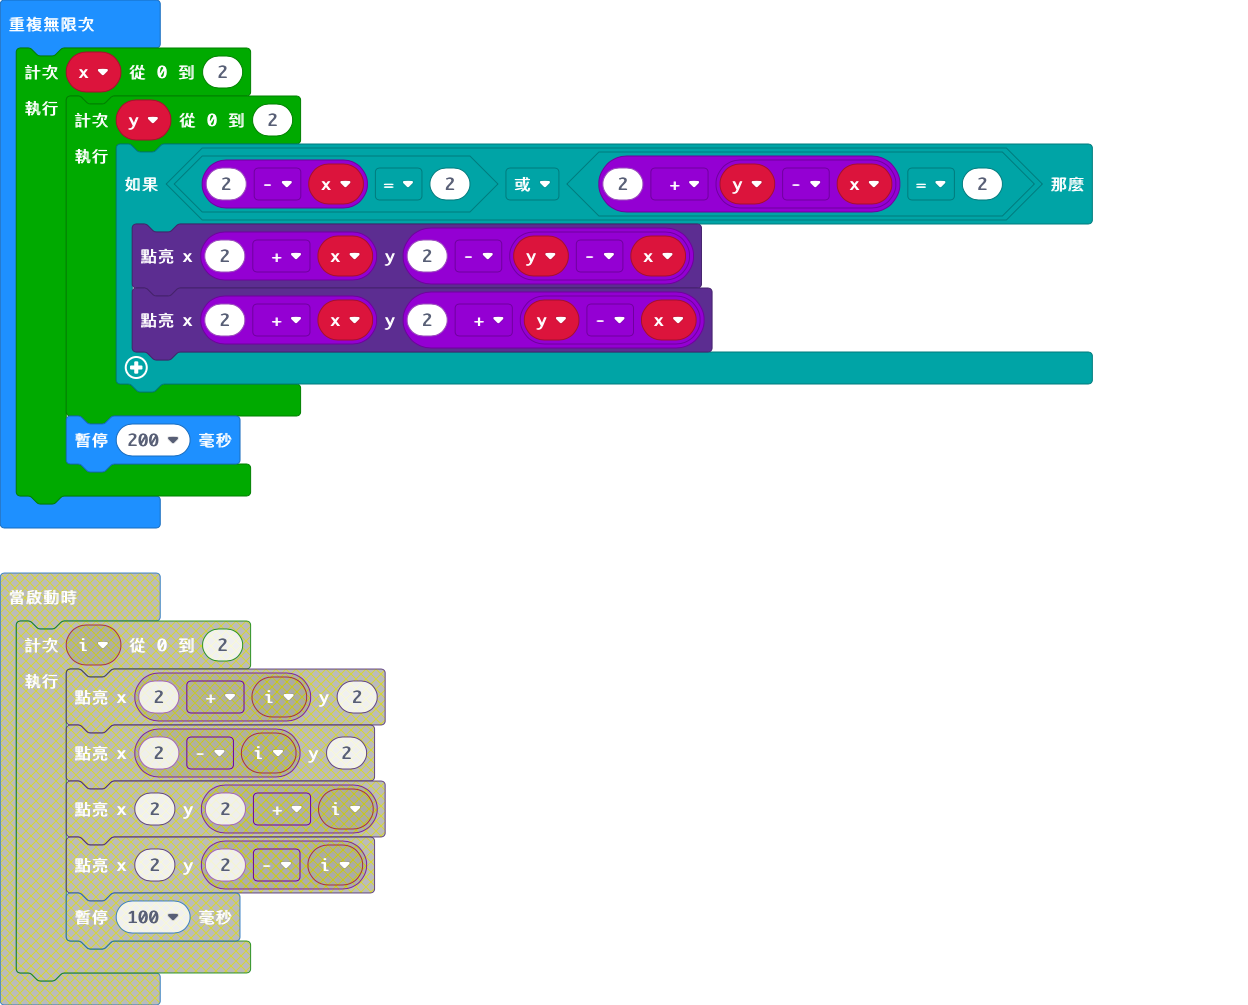 重複無限次
計次 x 從 0 到 2
執行 計次 y 從 0 到 2
執行 如果 2 - x = 2 或 2 + y - x = 2 那麼
點亮 x 2 + x y 2 - y - x
點亮 x 2 + x y 2 + y - x
暫停 200 毫秒
當啟動時
計次 i 從 0 到 2
執行
點亮 x 2 + i y 2
點亮 x 2 - i y 2
點亮 x 2 y 2 + i
點亮 x 2 y 2 - i
暫停 100 毫秒